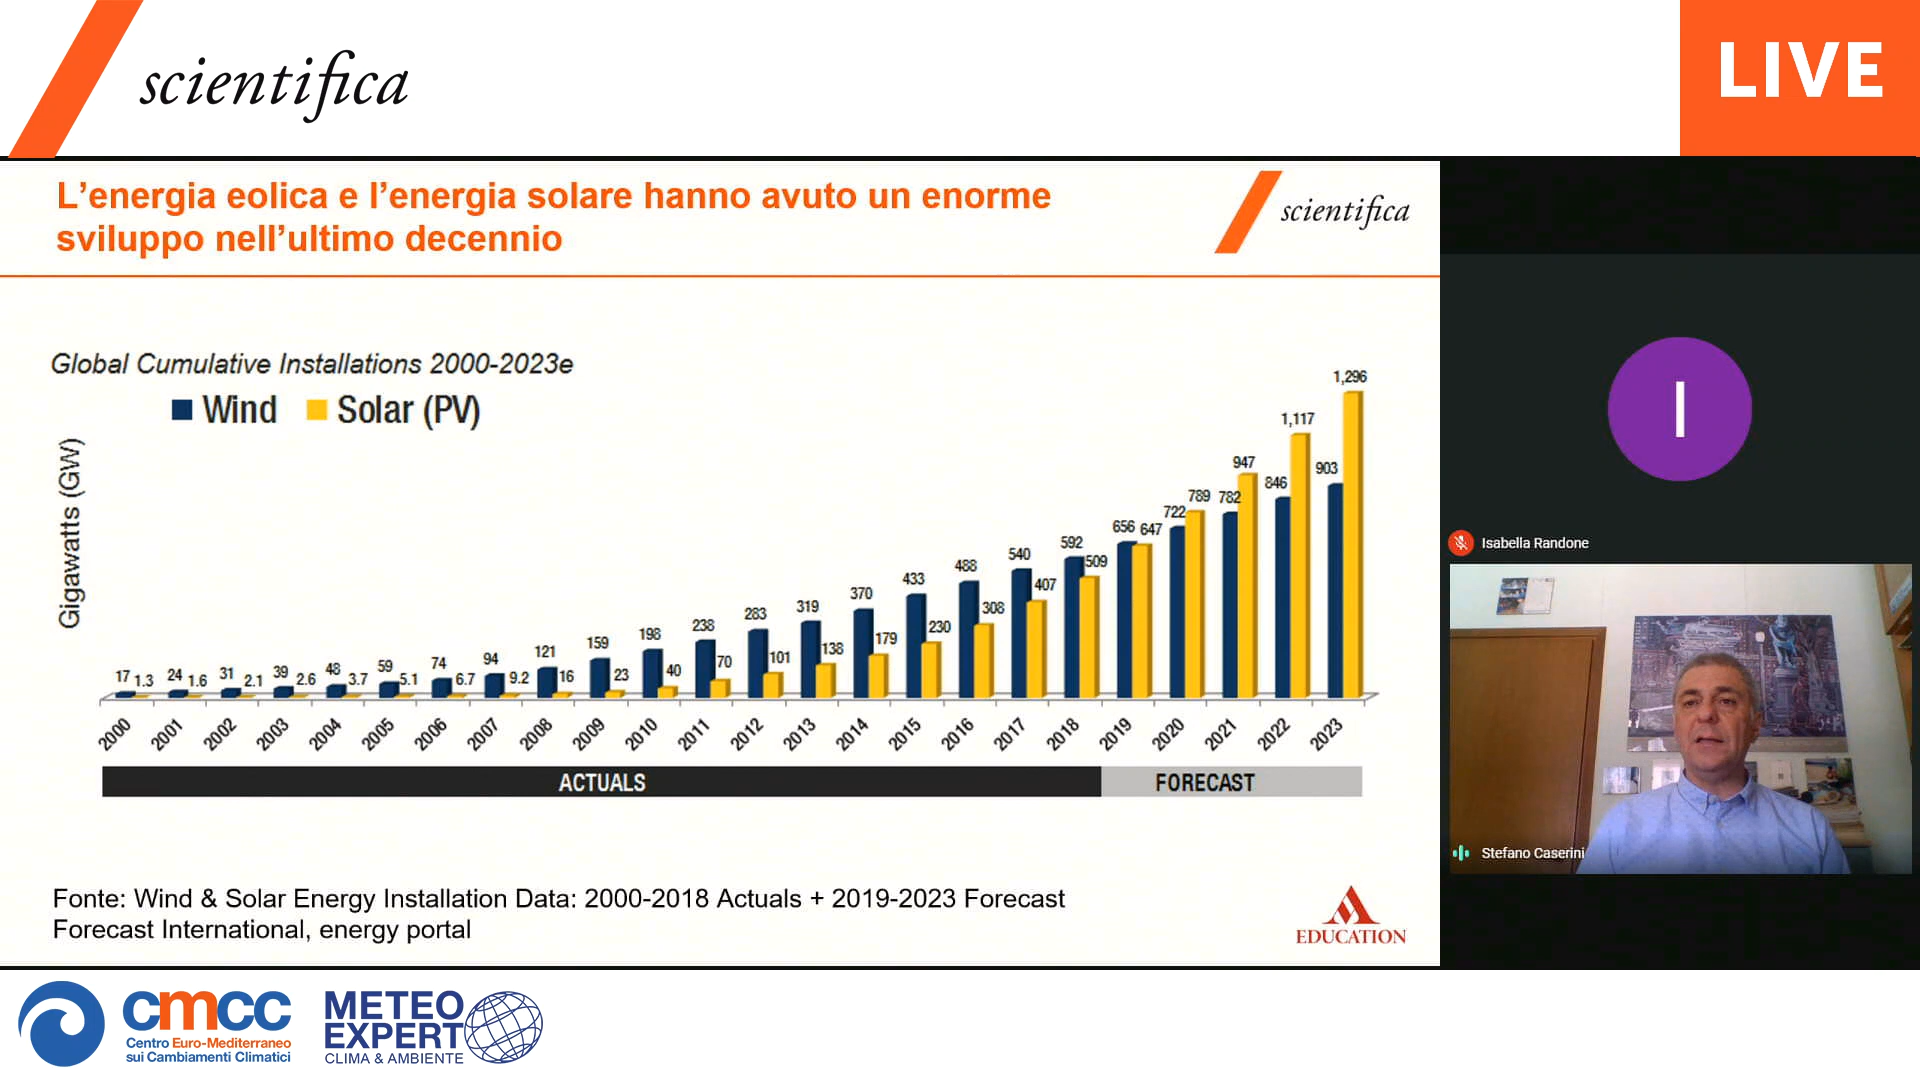 scientifica
LIVE
L’energia eolica e l’energia solare hanno avuto un enorme
sviluppo nell’ultimo decennio
scientifica
Global Cumulative Installations 2000-2023e
Wind Solar (PV)
Gigawatts (GW)
17 1.3 24 1.6 31 2.1 39 2.6 48 3.7 59 5.1 74 6.7 94 9.2 121 16 159 23 198 40 238 70 283 101 319 138 370 179 433 230 488 308 540 407 592 509 656 647 722 789 782 947 846 1,117 903 1,296
2000 2001 2002 2003 2004 2005 2006 2007 2008 2009 2010 2011 2012 2013 2014 2015 2016 2017 2018 2019 2020 2021 2022 2023
ACTUALS FORECAST
Fonte: Wind & Solar Energy Installation Data: 2000-2018 Actuals + 2019-2023 Forecast
Forecast International, energy portal
EDUCATION
I
Isabella Randone
Stefano Caserini
cmcc
Centro Euro-Mediterraneo
sui Cambiamenti Climatici
METEO
EXPERT
CLIMA & AMBIENTE